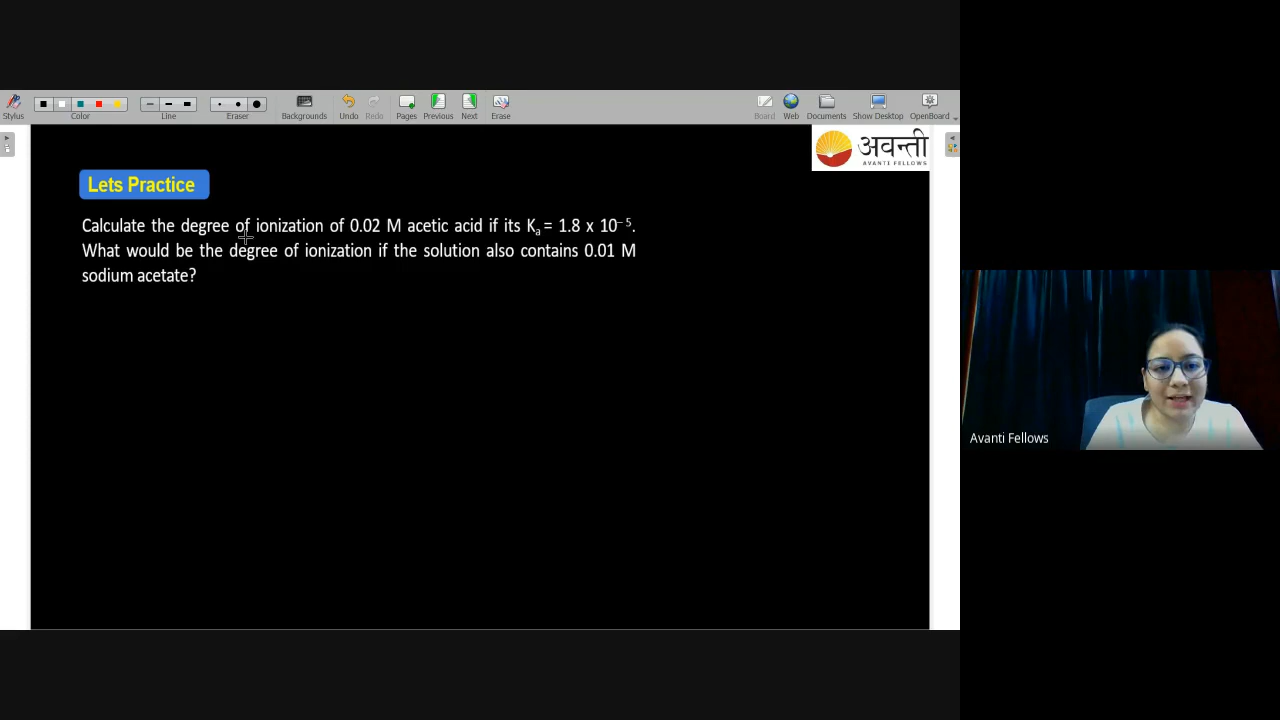 Stylus
Color
Line
Eraser
Backgrounds
Undo
Redo
Pages
Previous
Next
Erase
Board
Web
Documents
Show Desktop
OpenBoard
अवन्ती
AVANTI FELLOWS
Lets Practice
Calculate the degree of ionization of 0.02 M acetic acid if its Kₐ = 1.8 x 10⁻⁵.
What would be the degree of ionization if the solution also contains 0.01 M
sodium acetate?
Avanti Fellows